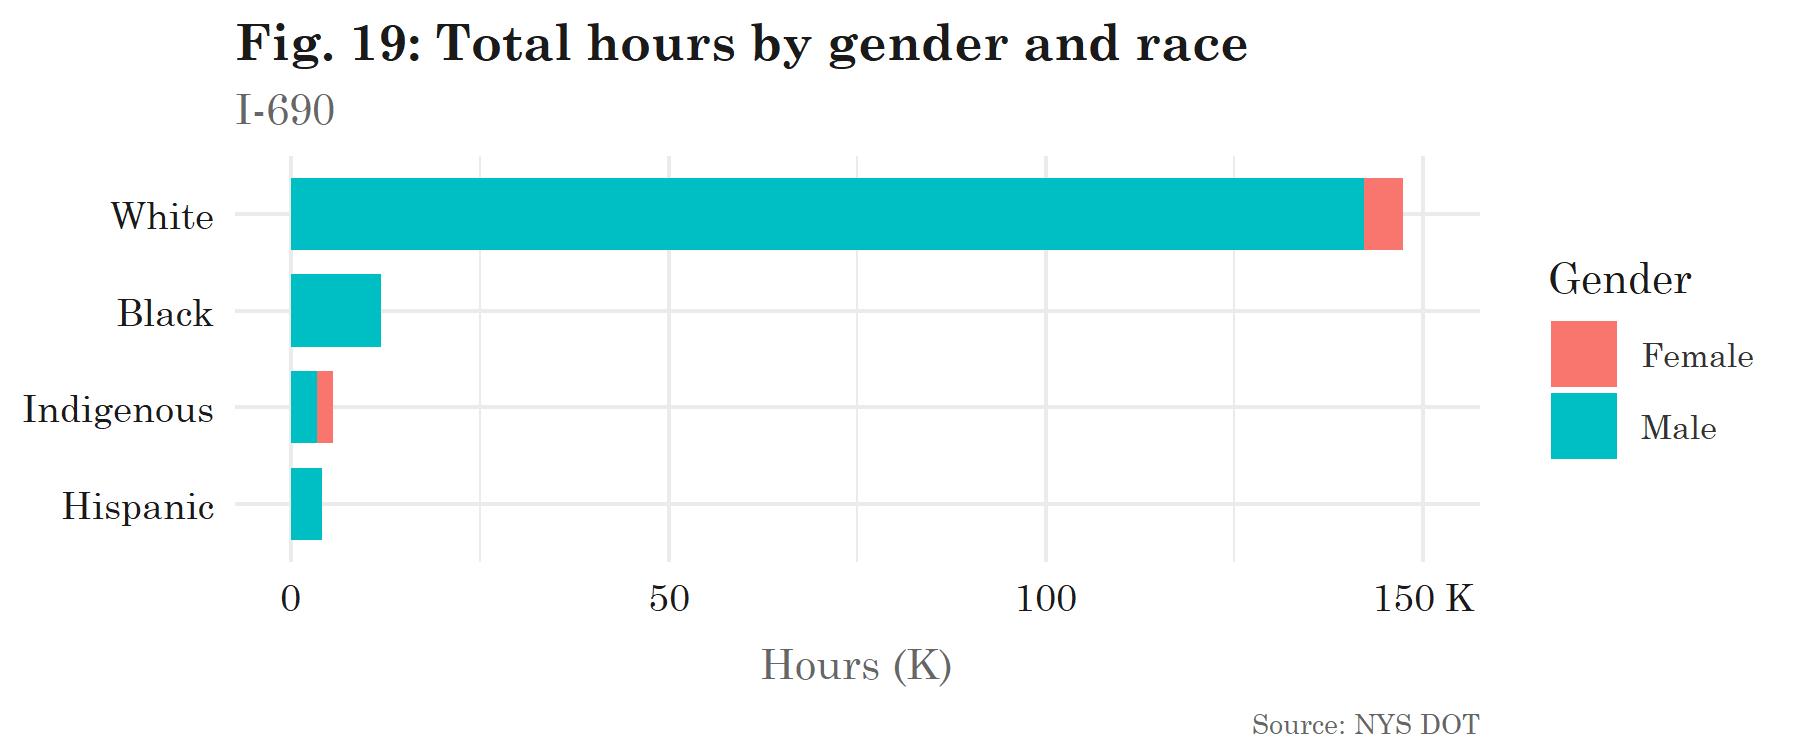 Fig. 19: Total hours by gender and race
I-690
White
Black
Indigenous
Hispanic
0 50 100 150 K
Hours (K)
Gender
Female
Male
Source: NYS DOT